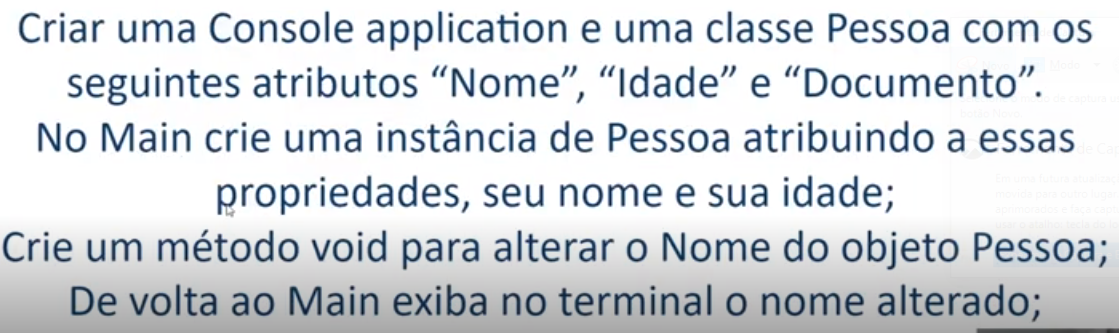 Criar uma Console application e uma classe Pessoa com os
seguintes atributos “Nome”, “Idade” e “Documento”.
No Main crie uma instância de Pessoa atribuindo a essas
propriedades, seu nome e sua idade;
Crie um método void para alterar o Nome do objeto Pessoa;
De volta ao Main exiba no terminal o nome alterado;